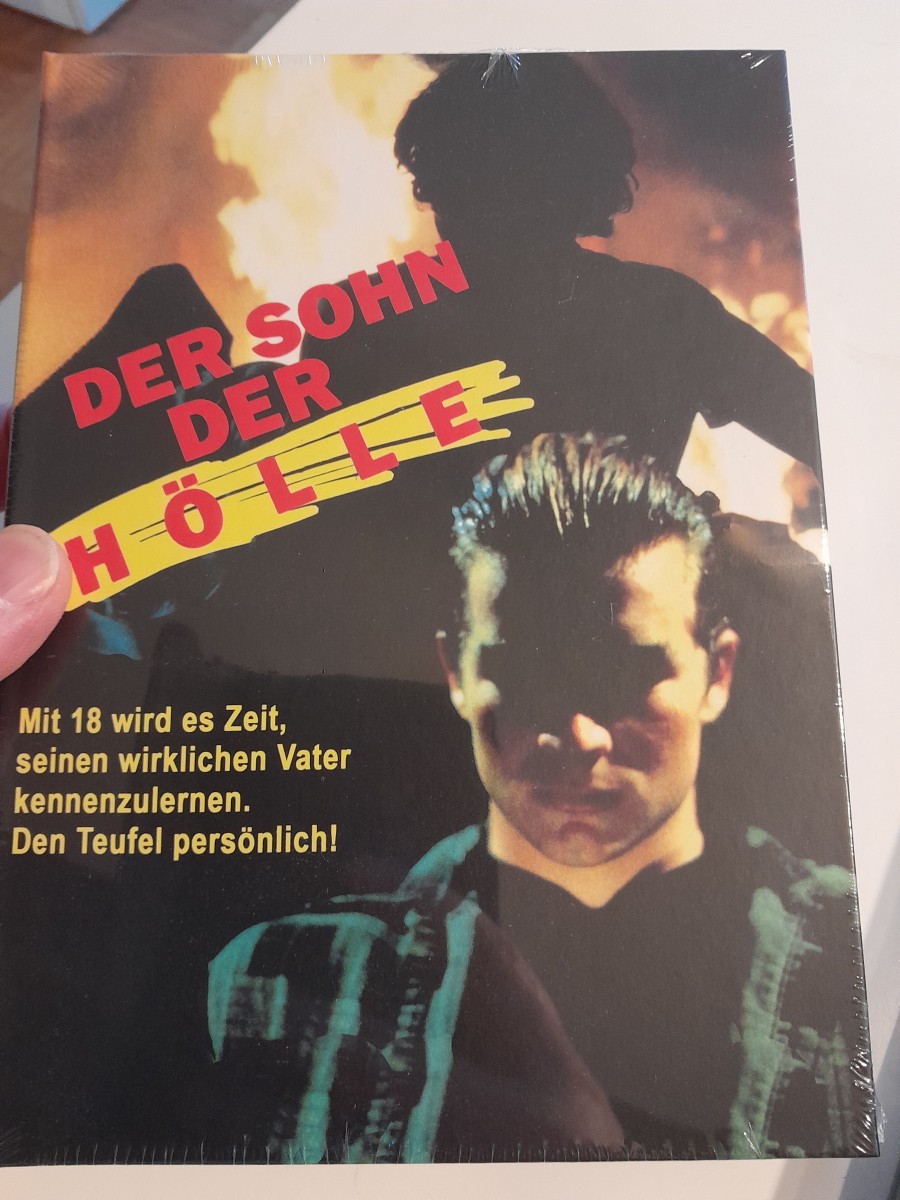 DER SOHN
DER
HÖLLE
Mit 18 wird es Zeit,
seinen wirklichen Vater
kennenzulernen.
Den Teufel persönlich!